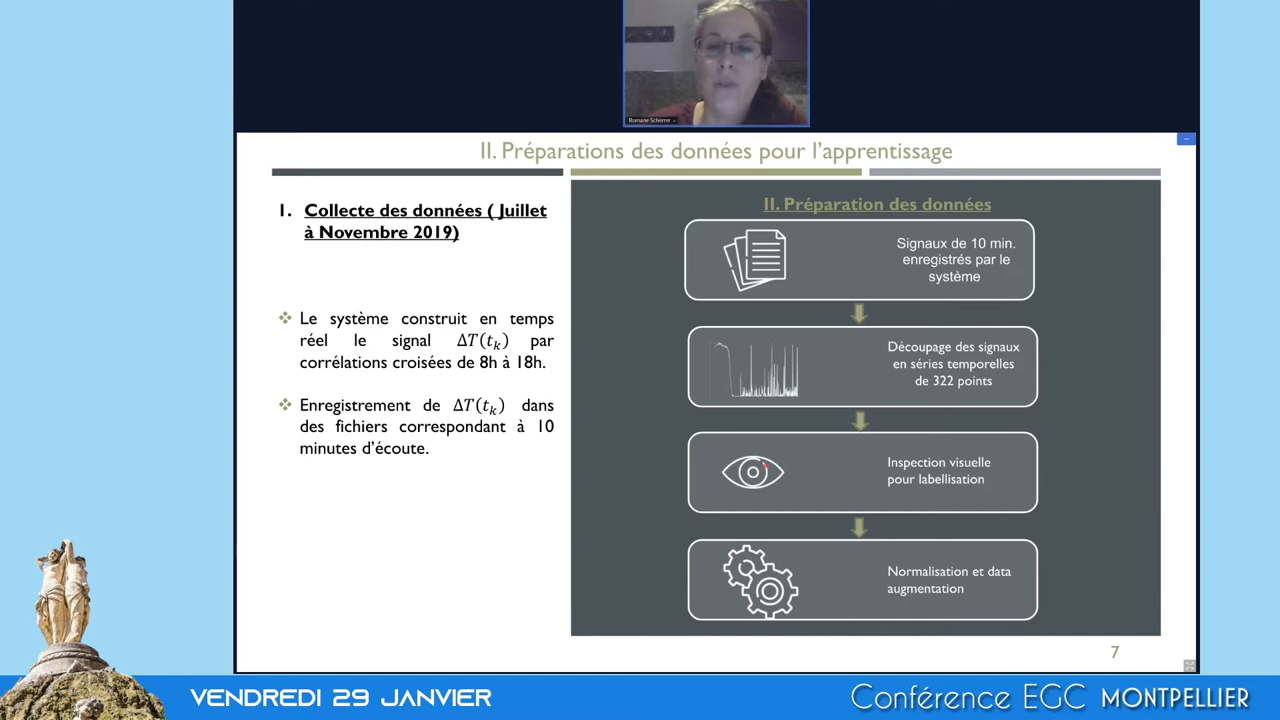 Romane Scherrer
II. Préparations des données pour l'apprentissage
1. Collecte des données ( Juillet
à Novembre 2019)
❖ Le système construit en temps
réel le signal ΔT(tₖ) par
corrélations croisées de 8h à 18h.
❖ Enregistrement de ΔT(tₖ) dans
des fichiers correspondant à 10
minutes d'écoute.
II. Préparation des données
Signaux de 10 min.
enregistrés par le
système
Découpage des signaux
en séries temporelles
de 322 points
Inspection visuelle
pour labellisation
Normalisation et data
augmentation
7
VENDREDI 29 JANVIER
Conférence EGC MONTPELLIER